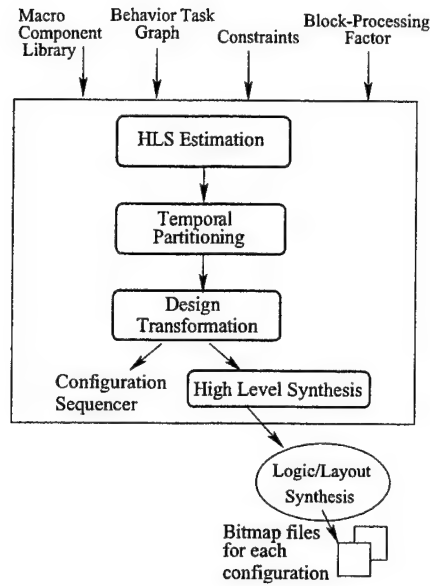 Macro
Component
Library
Behavior Task
Graph
Constraints
Block-Processing
Factor
HLS Estimation
Temporal
Partitioning
Design
Transformation
Configuration
Sequencer
High Level Synthesis
Logic/Layout
Synthesis
Bitmap files
for each
configuration